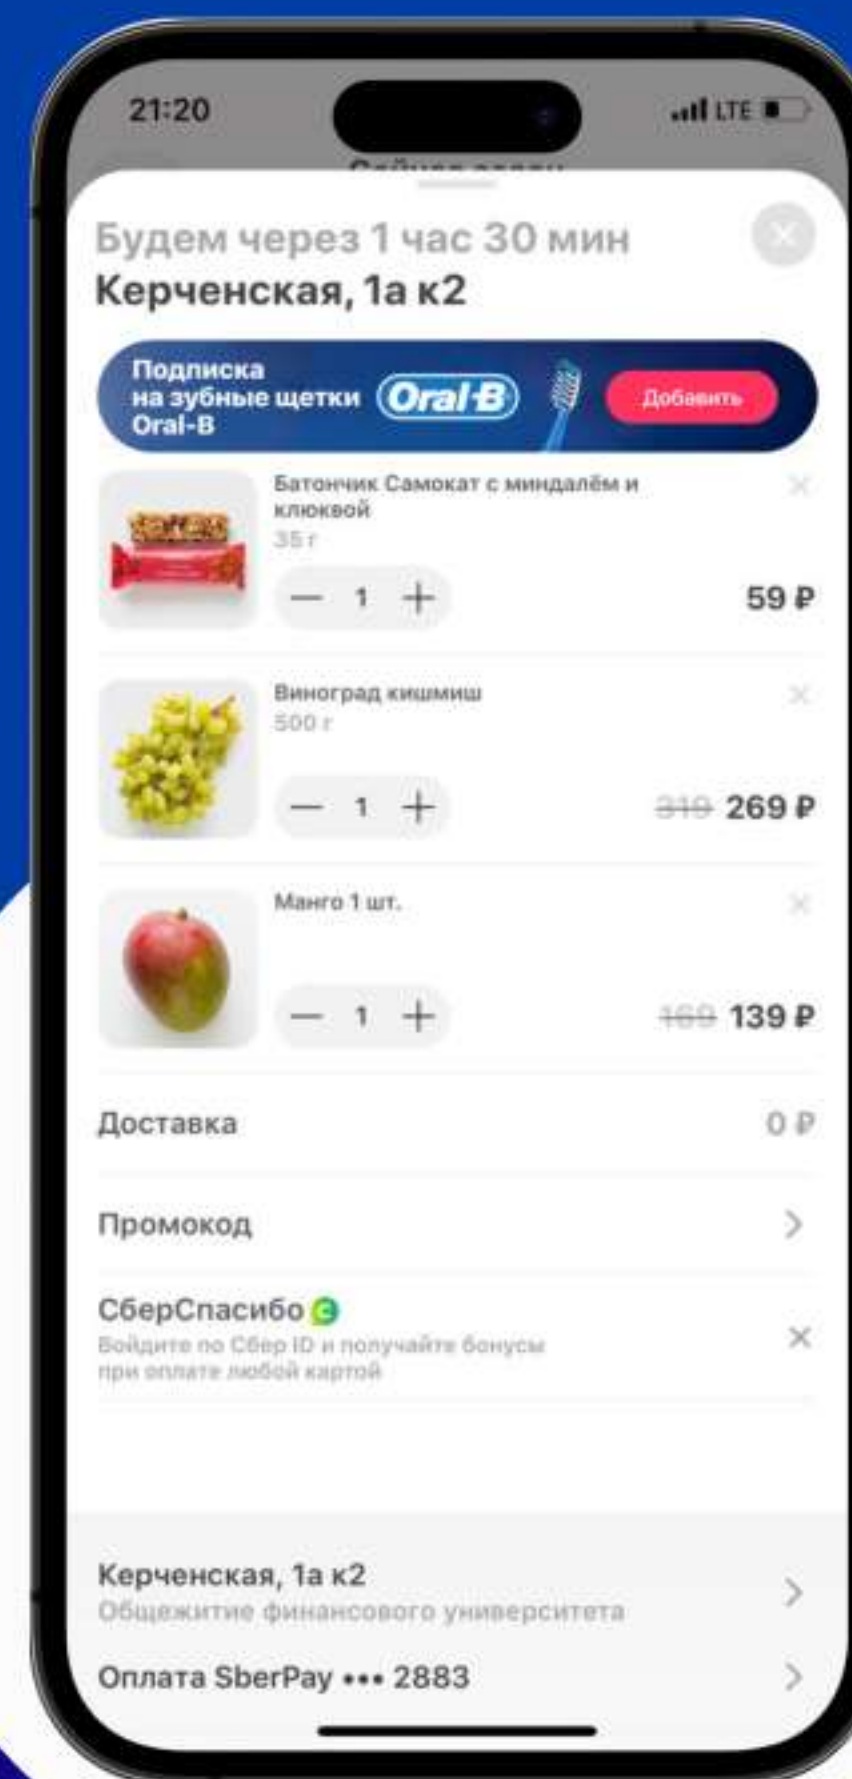 21:20
LTE
Будем через 1 час 30 мин
Керченская, 1а к2
Подписка
на зубные щетки
Oral-B
Oral-B
Добавить
Батончик Самокат с миндалём и
клюквой
35 г
— 1 +
59 ₽
Виноград кишмиш
500 г
— 1 +
319 269 ₽
Манго 1 шт.
— 1 +
169 139 ₽
Доставка
0 ₽
Промокод
СберСпасибо
Войдите по Сбер ID и получайте бонусы
при оплате любой картой
Керченская, 1а к2
Общежитие финансового университета
Оплата SberPay ••• 2883